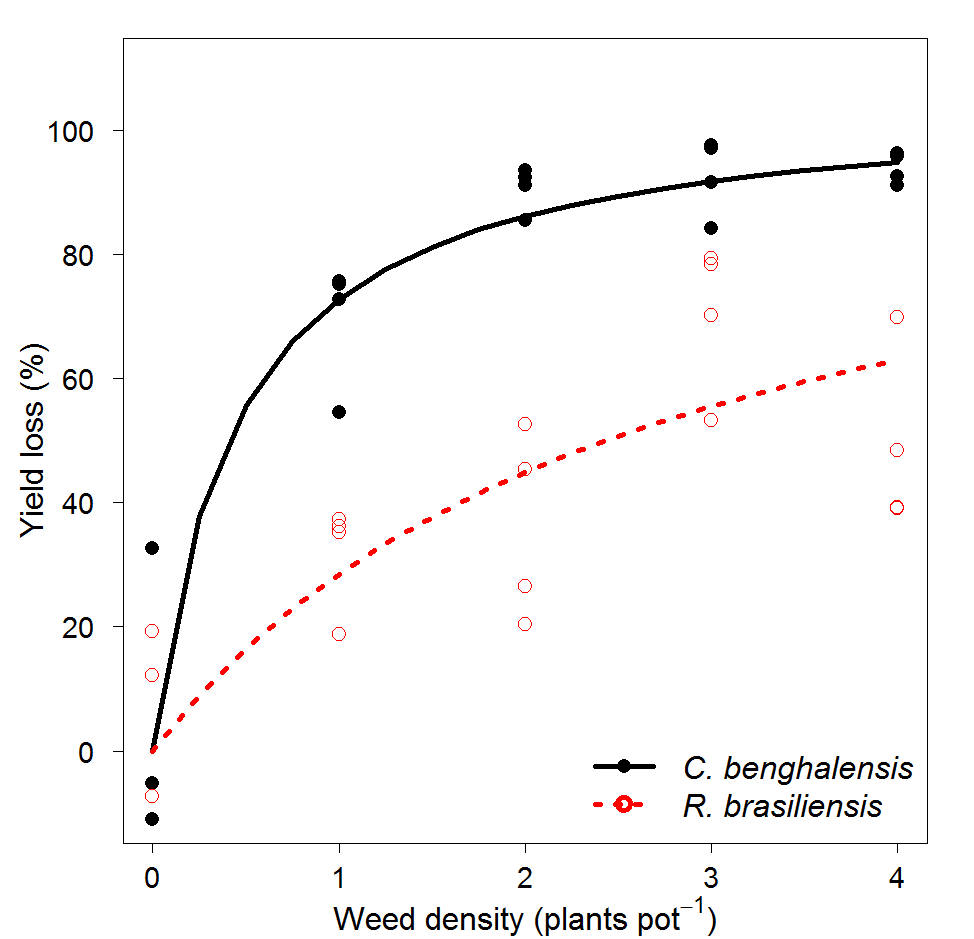 Yield loss (%)
100
80
60
40
20
0
C. benghalensis
R. brasiliensis
0 1 2 3 4
Weed density (plants pot⁻¹)